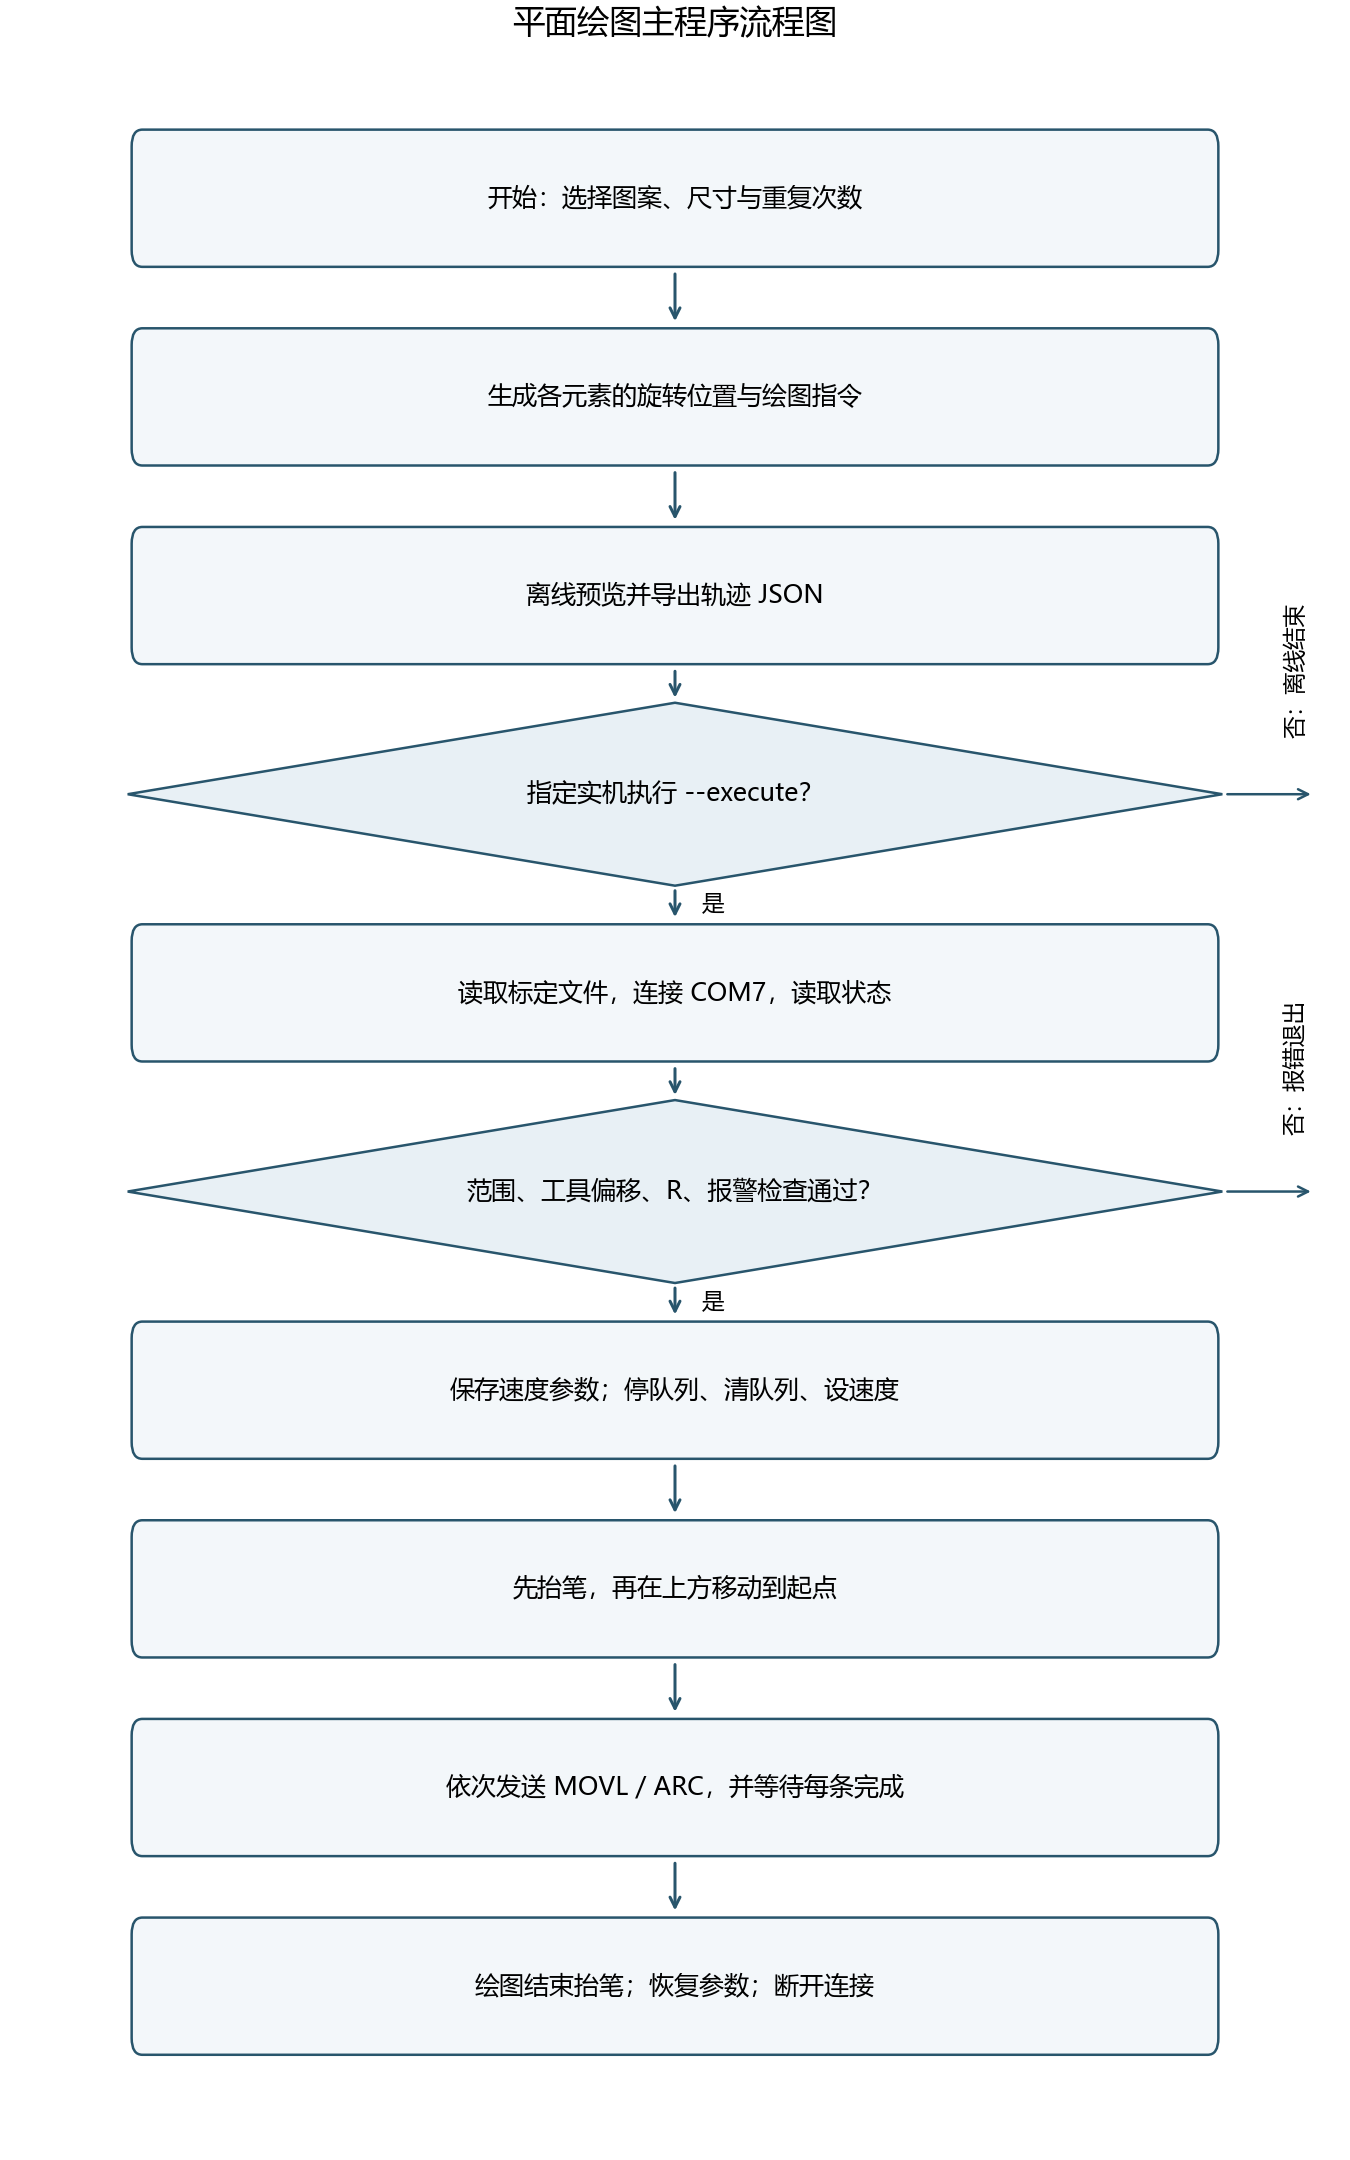 平面绘图主程序流程图
开始：选择图案、尺寸与重复次数
生成各元素的旋转位置与绘图指令
离线预览并导出轨迹 JSON
指定实机执行 --execute?
否：离线结束
是
读取标定文件，连接 COM7，读取状态
范围、工具偏移、R、报警检查通过?
否：报错退出
是
保存速度参数；停队列、清队列、设速度
先抬笔，再在上方移动到起点
依次发送 MOVL / ARC，并等待每条完成
绘图结束抬笔；恢复参数；断开连接